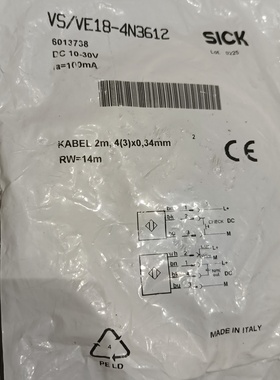 VS/VE18-4N3612
SICK
6013738
DC 10-30V
Ia=100mA
KABEL 2m, 4(3)x0,34mm 2
RW=14m
CE
L+
DC
M
L+
DC
M
MADE IN ITALY
4
PE LD